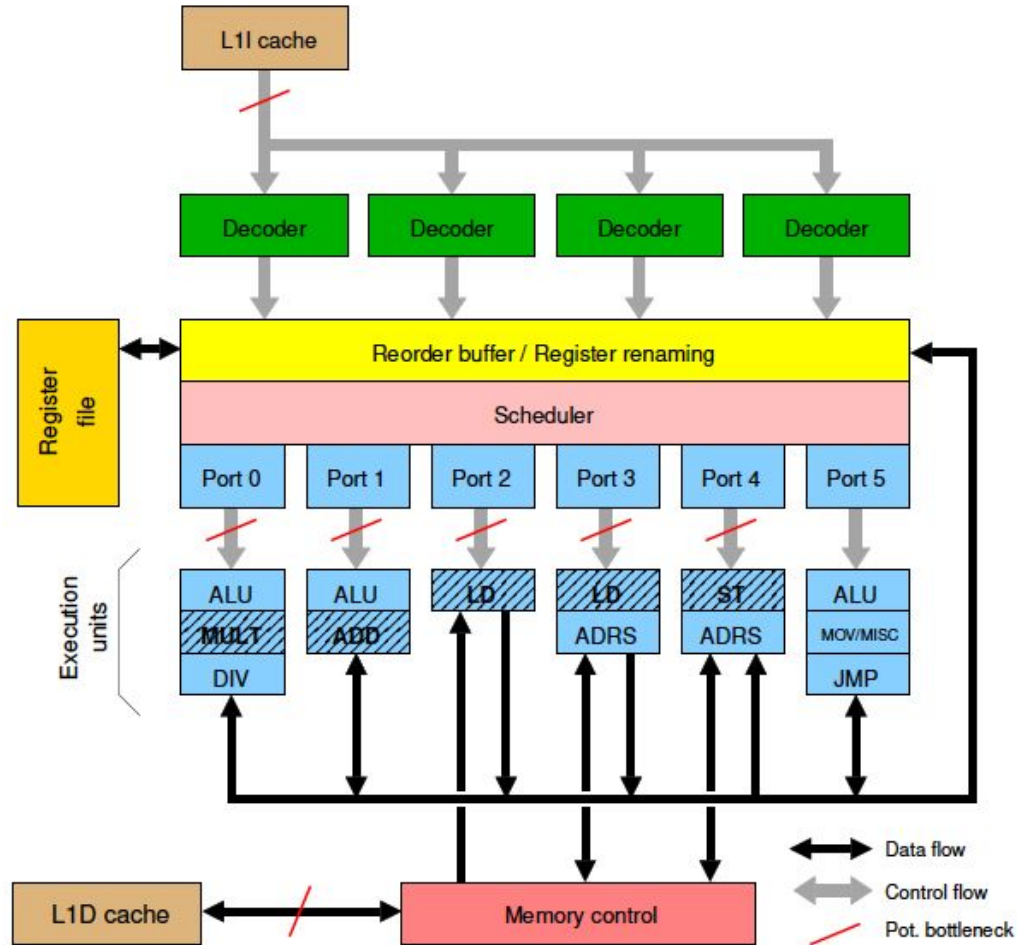 L1I cache
Decoder
Decoder
Decoder
Decoder
Register
file
Reorder buffer / Register renaming
Scheduler
Port 0
Port 1
Port 2
Port 3
Port 4
Port 5
Execution
units
ALU
MULT
DIV
ALU
ADD
LD
LD
ADRS
ST
ADRS
ALU
MOV/MISC
JMP
L1D cache
Memory control
Data flow
Control flow
Pot. bottleneck